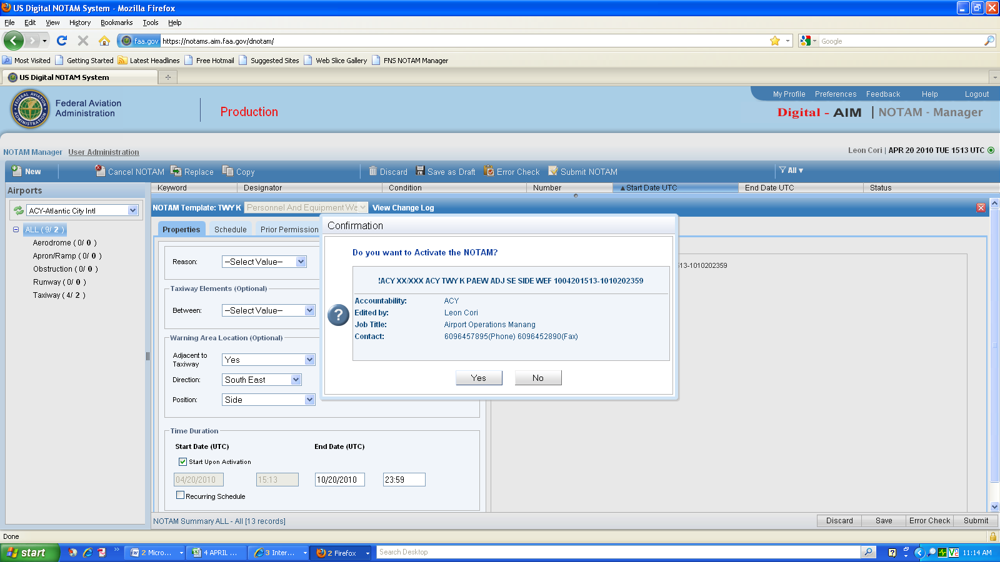 US Digital NOTAM System - Mozilla Firefox
File Edit View History Bookmarks Tools Help
faa.gov https://notams.aim.faa.gov/dnotam/
Google
Most Visited Getting Started Latest Headlines Free Hotmail Suggested Sites Web Slice Gallery FNS NOTAM Manager
US Digital NOTAM System
Federal Aviation
Administration
Production
My Profile Preferences Feedback Help Logout
Digital - AIM | NOTAM - Manager
NOTAM Manager User Administration
Leon Cori | APR 20 2010 TUE 1513 UTC
New Cancel NOTAM Replace Copy Discard Save as Draft Error Check Submit NOTAM All
Airports
Keyword Designator Condition Number Start Date UTC End Date UTC Status
ACY-Atlantic City Intl
NOTAM Template: TWY K Personnel And Equipment Wa View Change Log
ALL ( 9/ 2 )
Aerodrome ( 0/ 0 )
Apron/Ramp ( 0/ 0 )
Obstruction ( 0/ 0 )
Runway ( 0/ 0 )
Taxiway ( 4/ 2 )
Properties Schedule Prior Permission
Reason: --Select Value--
Taxiway Elements (Optional)
Between: --Select Value--
Warning Area Location (Optional)
Adjacent to
Taxiway
Yes
Direction: South East
Position: Side
Time Duration
Start Date (UTC) End Date (UTC)
Start Upon Activation
04/20/2010 15:13 10/20/2010 23:59
Recurring Schedule
513-1010202359
Confirmation
Do you want to Activate the NOTAM?
!ACY XX/XXX ACY TWY K PAEW ADJ SE SIDE WEF 1004201513-1010202359
Accountability: ACY
Edited by: Leon Cori
Job Title: Airport Operations Manang
Contact: 6096457895(Phone) 6096452890(Fax)
Yes No
NOTAM Summary ALL - All [13 records]
Discard Save Error Check Submit
Done
start 2 Micro... 4 APRIL ... 3 Inter... 2 Firefox Search Desktop 11:14 AM